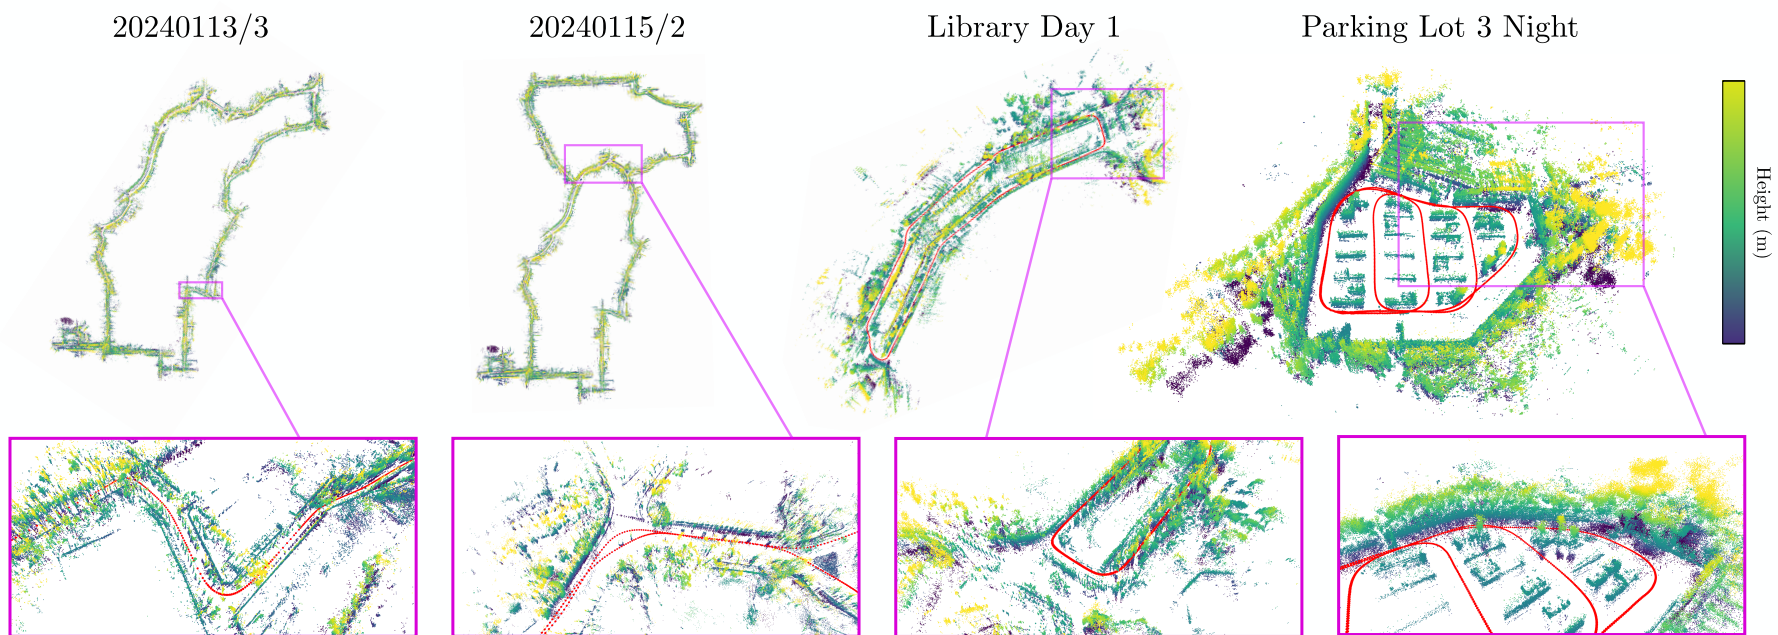 20240113/3
20240115/2
Library Day 1
Parking Lot 3 Night
Height (m)